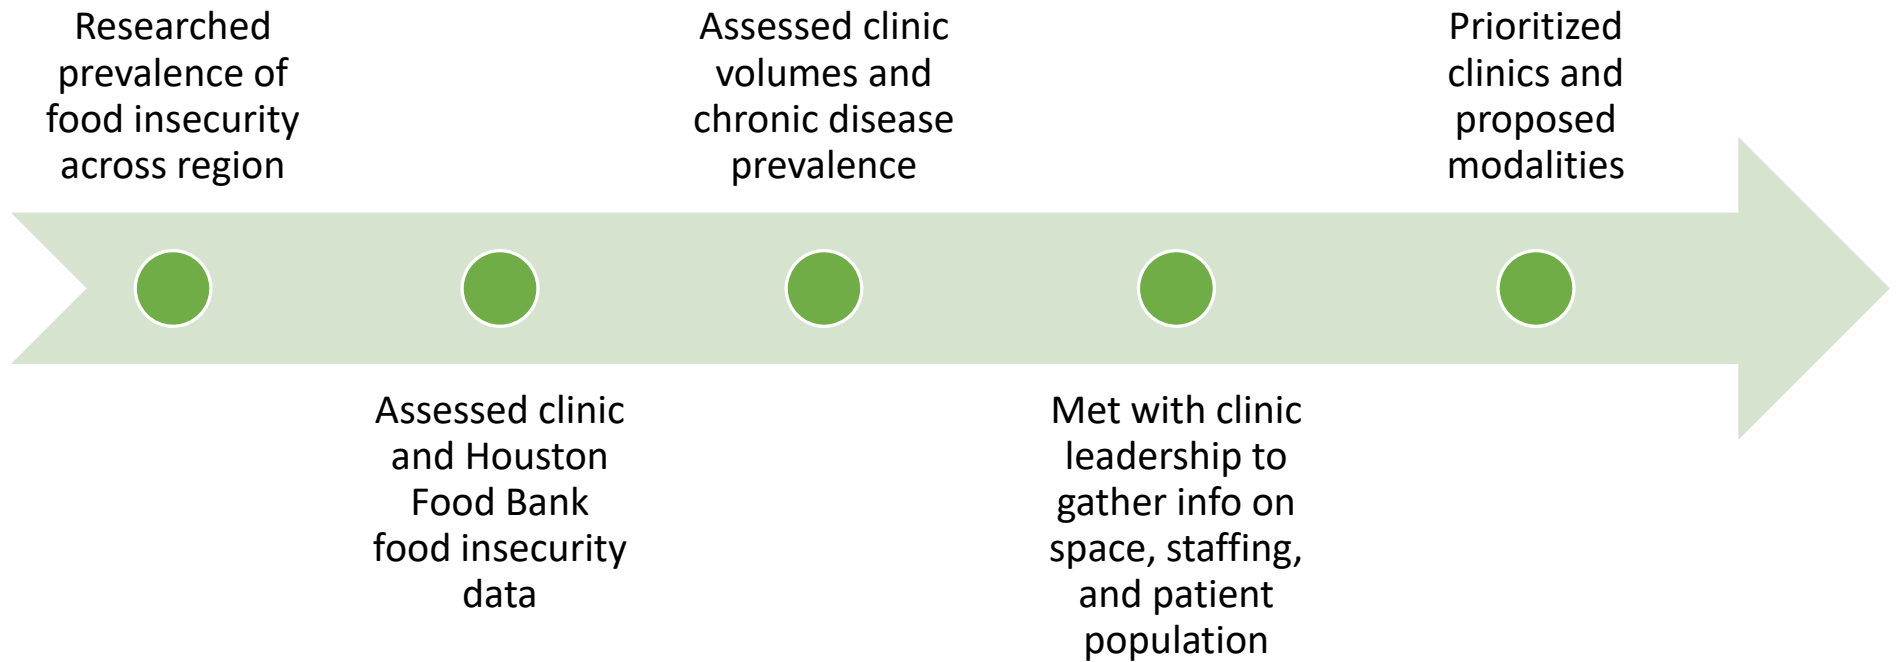 Researched
prevalence of
food insecurity
across region
Assessed clinic
and Houston
Food Bank
food insecurity
data
Assessed clinic
volumes and
chronic disease
prevalence
Met with clinic
leadership to
gather info on
space, staffing,
and patient
population
Prioritized
clinics and
proposed
modalities